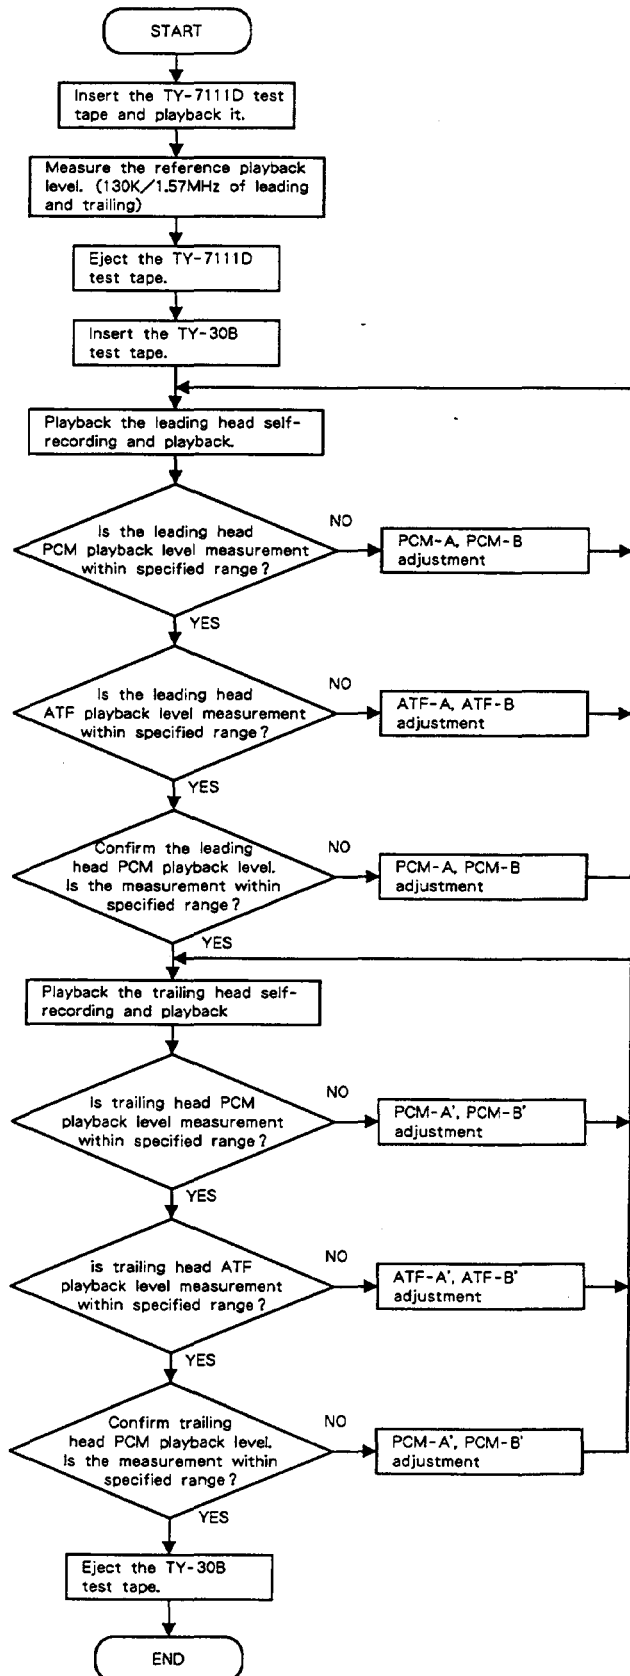 START
Insert the TY-7111D test
tape and playback it.
Measure the reference playback
level. (130K/1.57MHz of leading
and trailing)
Eject the TY-7111D
test tape.
Insert the TY-30B
test tape.
Playback the leading head self-
recording and playback.
Is the leading head
PCM playback level measurement
within specified range?
NO
PCM-A, PCM-B
adjustment
YES
Is the leading head
ATF playback level measurement
within specified range?
NO
ATF-A, ATF-B
adjustment
YES
Confirm the leading
head PCM playback level.
Is the measurement within
specified range?
NO
PCM-A, PCM-B
adjustment
YES
Playback the trailing head self-
recording and playback
Is trailing head PCM
playback level measurement
within specified range?
NO
PCM-A', PCM-B'
adjustment
YES
is trailing head ATF
playback level measurement
within specified range?
NO
ATF-A', ATF-B'
adjustment
YES
Confirm trailing
head PCM playback level.
Is the measurement within
specified range?
NO
PCM-A', PCM-B'
adjustment
YES
Eject the TY-30B
test tape.
END